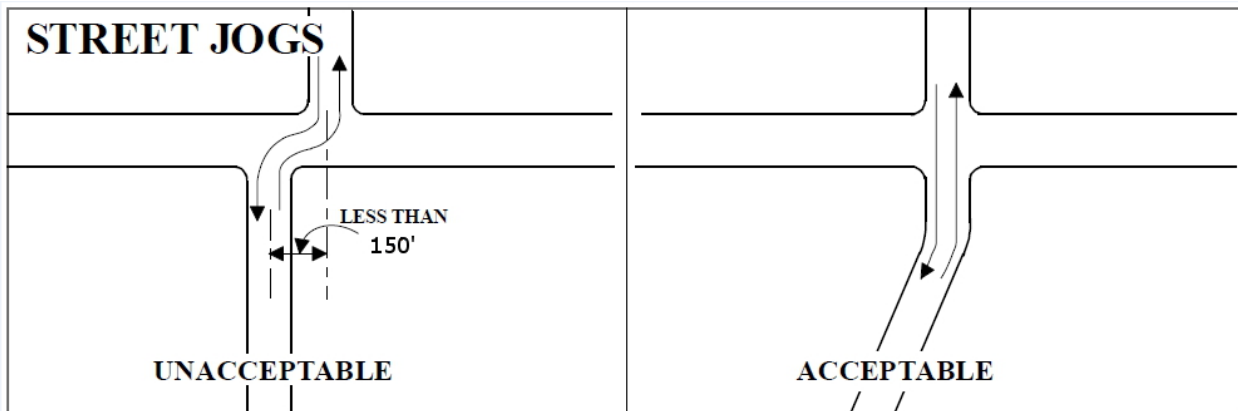 STREET JOGS
LESS THAN
150'
UNACCEPTABLE
ACCEPTABLE